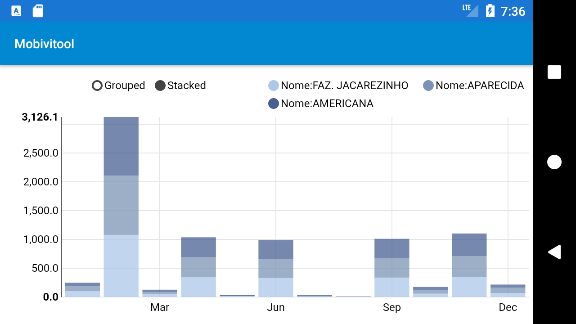 A
LTE 7:36
Mobivitool
Grouped Stacked Nome:FAZ. JACAREZINHO Nome:APARECIDA
Nome:AMERICANA
3,126.1
2,500.0
2,000.0
1,500.0
1,000.0
500.0
0.0
Mar Jun Sep Dec